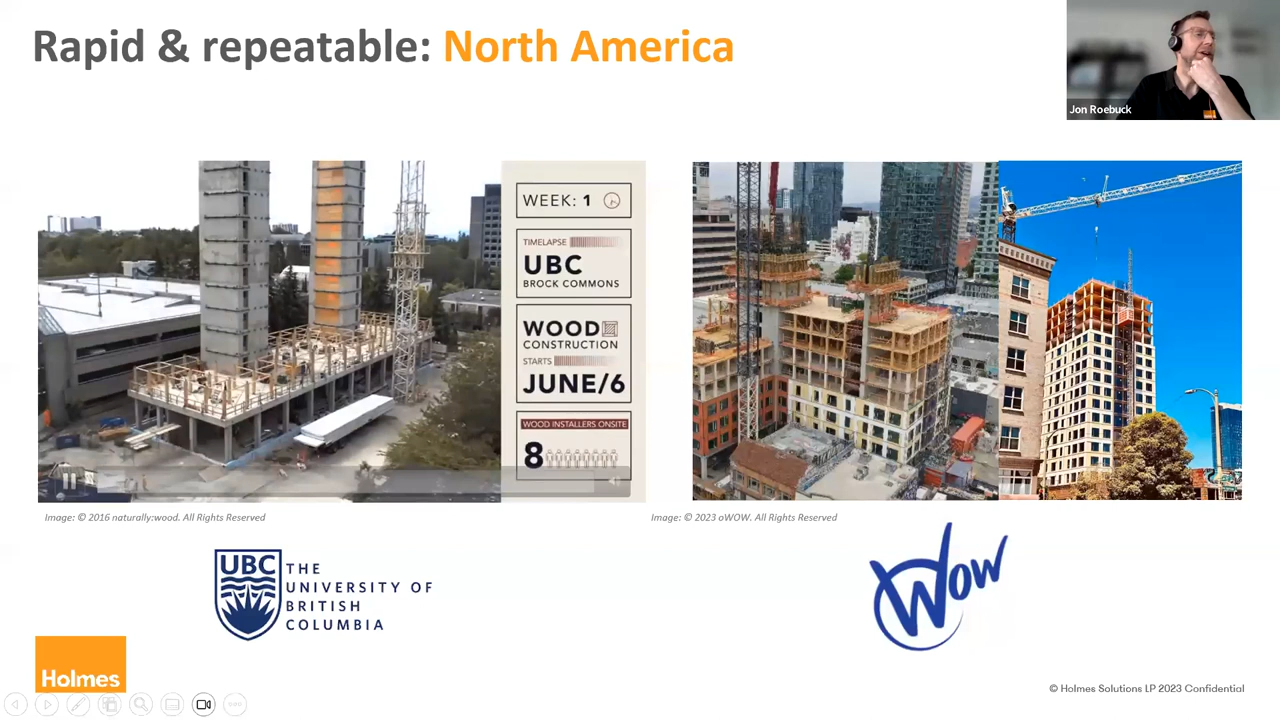 Rapid & repeatable: North America
Jon Roebuck
WEEK: 1
TIMELAPSE
UBC
BROCK COMMONS
WOOD
CONSTRUCTION
STARTS
JUNE/6
WOOD INSTALLERS ONSITE
8
Image: © 2016 naturally:wood. All Rights Reserved
Image: © 2023 oWOW. All Rights Reserved
UBC
THE
UNIVERSITY OF
BRITISH
COLUMBIA
Wow
Holmes
© Holmes Solutions LP 2023 Confidential